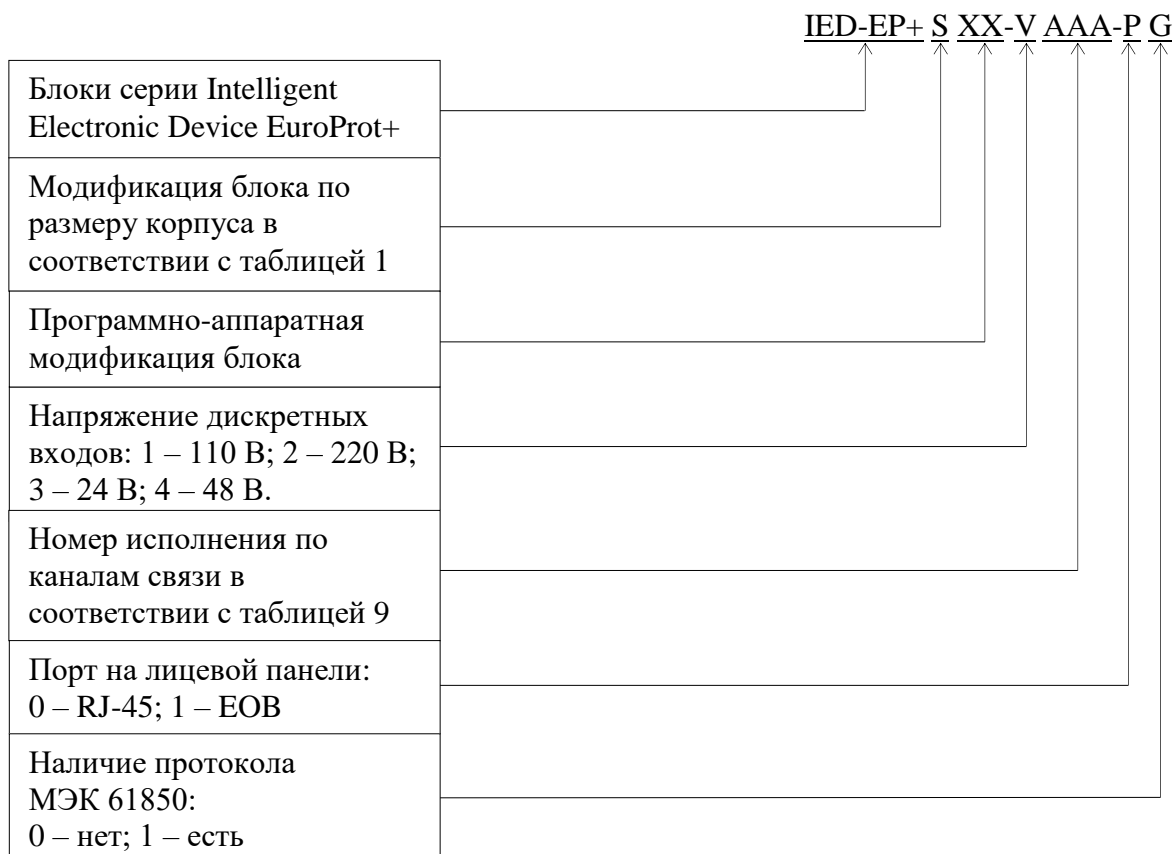 IED-EP+ S XX-V AAA-P G
Блоки серии Intelligent
Electronic Device EuroProt+
Модификация блока по
размеру корпуса в
соответствии с таблицей 1
Программно-аппаратная
модификация блока
Напряжение дискретных
входов: 1 – 110 В; 2 – 220 В;
3 – 24 В; 4 – 48 В.
Номер исполнения по
каналам связи в
соответствии с таблицей 9
Порт на лицевой панели:
0 – RJ-45; 1 – EOB
Наличие протокола
МЭК 61850:
0 – нет; 1 – есть